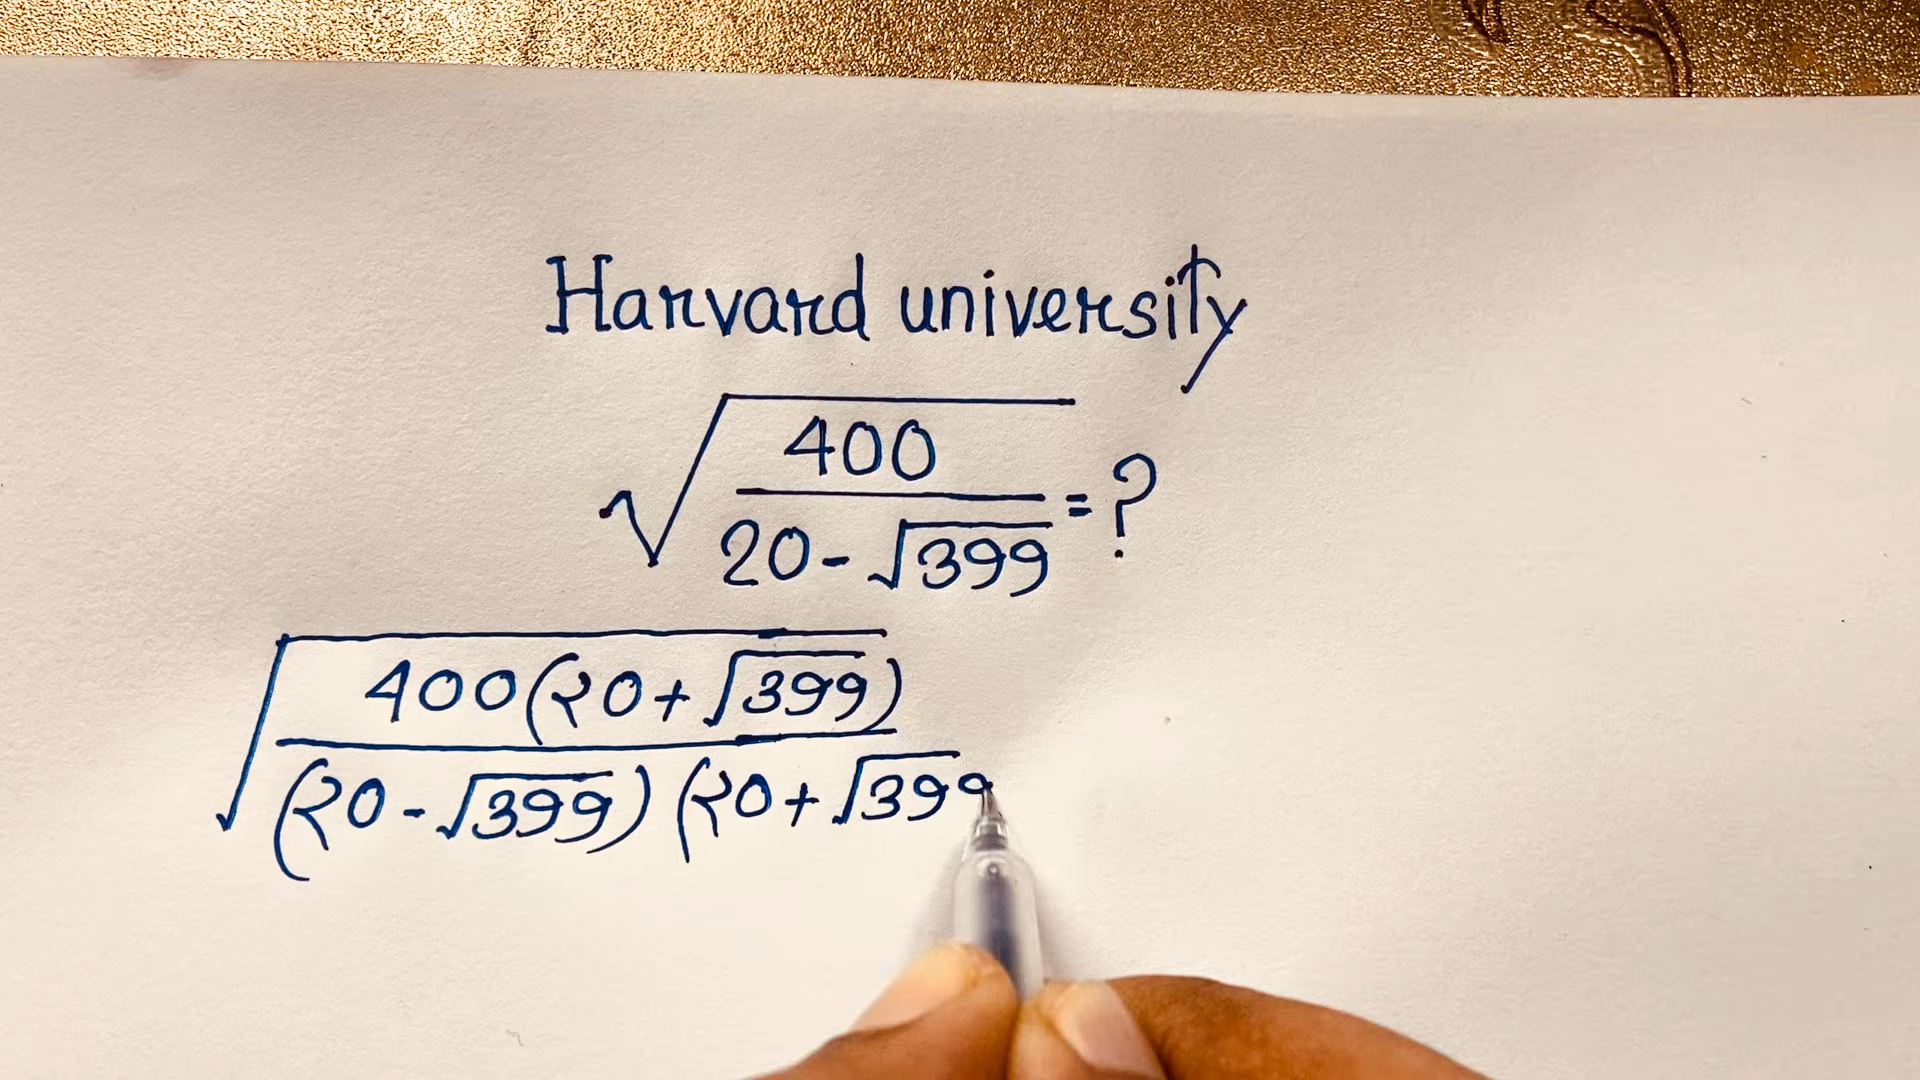 Harvard university
√(400/(20-√399)) = ?
√(400(20+√399)/((20-√399)(20+√399